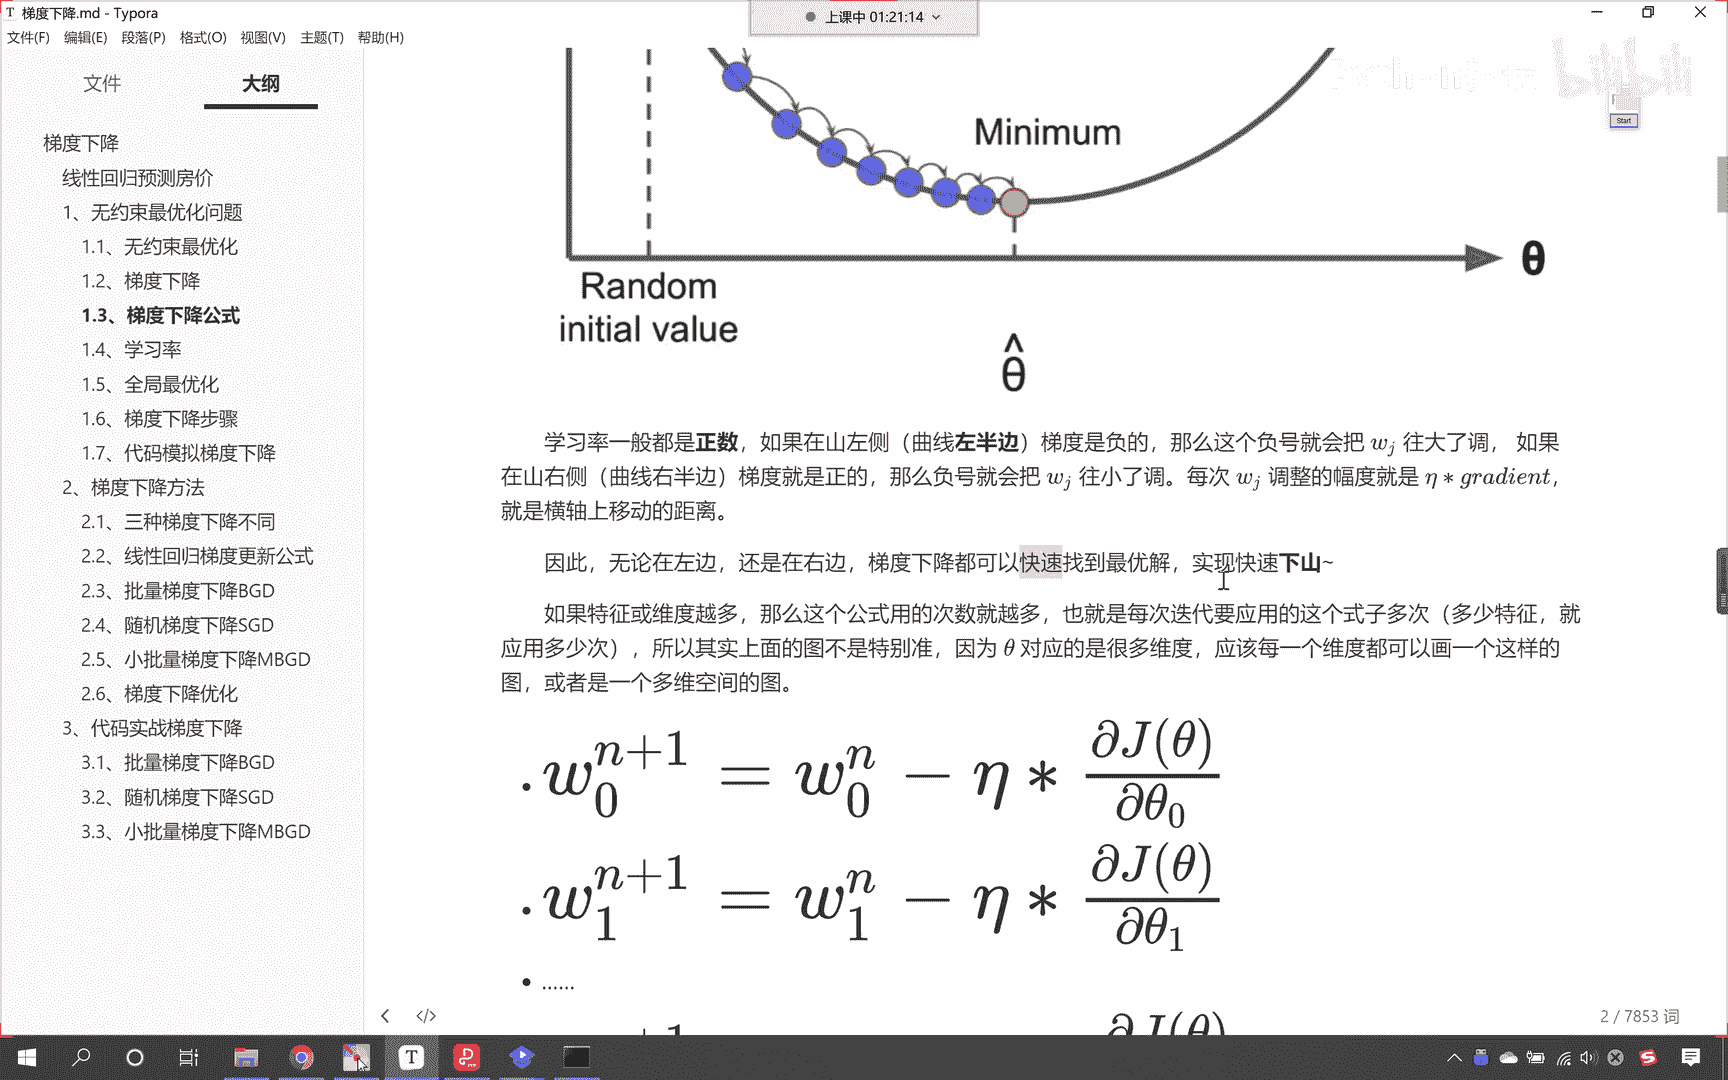 梯度下降.md - Typora
上课中 01:21:14
文件(F) 编辑(E) 段落(P) 格式(O) 视图(V) 主题(T) 帮助(H)
文件 大纲
梯度下降
线性回归预测房价
1、无约束最优化问题
1.1、无约束最优化
1.2、梯度下降
1.3、梯度下降公式
1.4、学习率
1.5、全局最优化
1.6、梯度下降步骤
1.7、代码模拟梯度下降
2、梯度下降方法
2.1、三种梯度下降不同
2.2、线性回归梯度更新公式
2.3、批量梯度下降BGD
2.4、随机梯度下降SGD
2.5、小批量梯度下降MBGD
2.6、梯度下降优化
3、代码实战梯度下降
3.1、批量梯度下降BGD
3.2、随机梯度下降SGD
3.3、小批量梯度下降MBGD
bilibili
Start
Minimum
θ
Random
initial value
^
θ
学习率一般都是正数，如果在山左侧（曲线左半边）梯度是负的，那么这个负号就会把 w_j 往大了调， 如果
在山右侧（曲线右半边）梯度就是正的，那么负号就会把 w_j 往小了调。每次 w_j 调整的幅度就是 η * gradient，
就是横轴上移动的距离。
因此，无论在左边，还是在右边，梯度下降都可以快速找到最优解，实现快速下山~
如果特征或维度越多，那么这个公式用的次数就越多，也就是每次迭代要应用的这个式子多次（多少特征，就
应用多少次），所以其实上面的图不是特别准，因为 θ 对应的是很多维度，应该每一个维度都可以画一个这样的
图，或者是一个多维空间的图。
. w_0^{n+1} = w_0^n − η * ∂J(θ)/∂θ_0
. w_1^{n+1} = w_1^n − η * ∂J(θ)/∂θ_1
• ......
2 / 7853 词